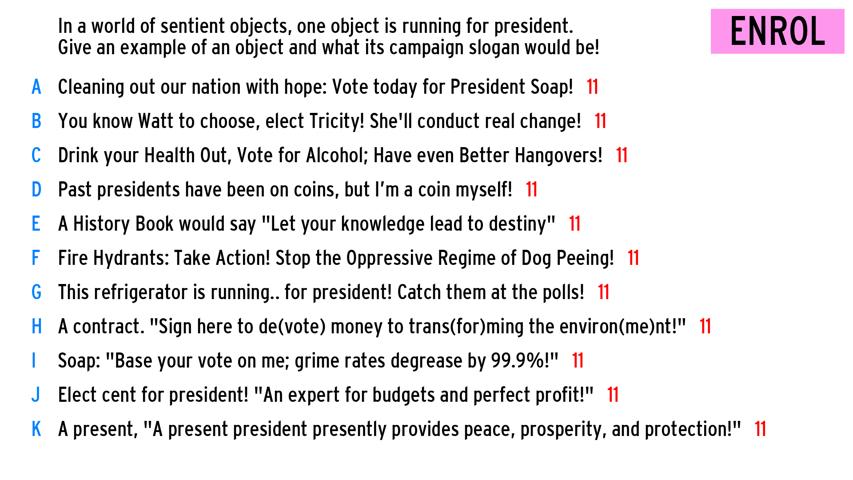 In a world of sentient objects, one object is running for president.
Give an example of an object and what its campaign slogan would be!
ENROL
A Cleaning out our nation with hope: Vote today for President Soap! 11
B You know Watt to choose, elect Tricity! She'll conduct real change! 11
C Drink your Health Out, Vote for Alcohol; Have even Better Hangovers! 11
D Past presidents have been on coins, but I'm a coin myself! 11
E A History Book would say "Let your knowledge lead to destiny" 11
F Fire Hydrants: Take Action! Stop the Oppressive Regime of Dog Peeing! 11
G This refrigerator is running.. for president! Catch them at the polls! 11
H A contract. "Sign here to de(vote) money to trans(for)ming the environ(me)nt!" 11
I Soap: "Base your vote on me; grime rates degrease by 99.9%!" 11
J Elect cent for president! "An expert for budgets and perfect profit!" 11
K A present, "A present president presently provides peace, prosperity, and protection!" 11